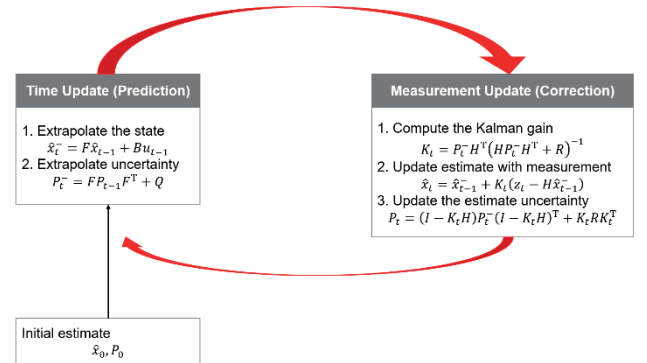 Time Update (Prediction)
1. Extrapolate the state
x̂ₜ⁻ = Fx̂ₜ₋₁ + Buₜ₋₁
2. Extrapolate uncertainty
Pₜ⁻ = FPₜ₋₁Fᵀ + Q
Measurement Update (Correction)
1. Compute the Kalman gain
Kₜ = Pₜ⁻Hᵀ(HPₜ⁻Hᵀ + R)⁻¹
2. Update estimate with measurement
x̂ₜ = x̂ₜ₋₁⁻ + Kₜ(zₜ − Hx̂ₜ₋₁⁻)
3. Update the estimate uncertainty
Pₜ = (I − KₜH)Pₜ⁻(I − KₜH)ᵀ + KₜRKₜᵀ
Initial estimate
x̂₀, P₀